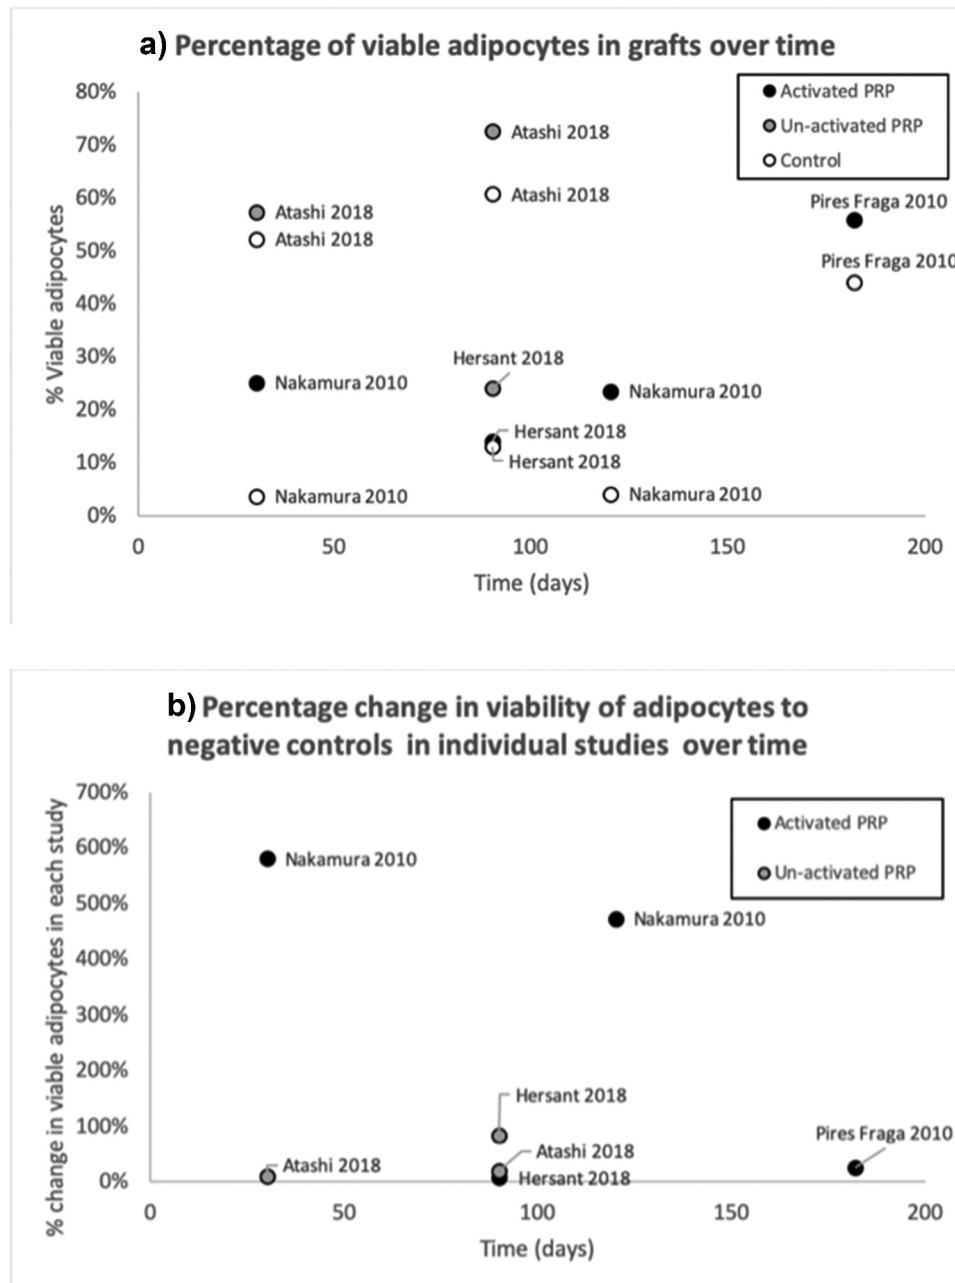 a) Percentage of viable adipocytes in grafts over time
% Viable adipocytes
80%
70%
60%
50%
40%
30%
20%
10%
0%
Activated PRP
Un-activated PRP
Control
Atashi 2018
Atashi 2018
Pires Fraga 2010
Atashi 2018
Atashi 2018
Pires Fraga 2010
Hersant 2018
Nakamura 2010
Nakamura 2010
Hersant 2018
Hersant 2018
Nakamura 2010
Nakamura 2010
0 50 100 150 200
Time (days)
b) Percentage change in viability of adipocytes to
negative controls in individual studies over time
% change in viable adipocytes in each study
700%
600%
500%
400%
300%
200%
100%
0%
Activated PRP
Un-activated PRP
Nakamura 2010
Nakamura 2010
Hersant 2018
Pires Fraga 2010
Atashi 2018
Atashi 2018
Hersant 2018
0 50 100 150 200
Time (days)